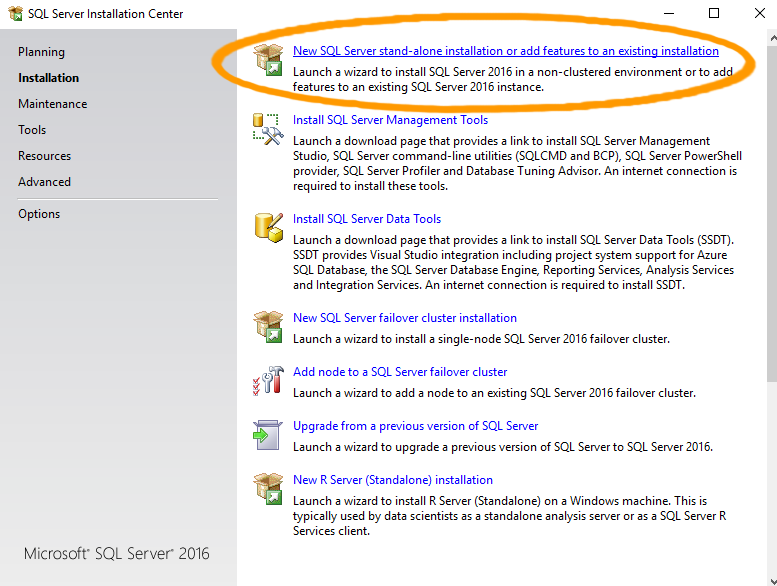 SQL Server Installation Center
Planning
Installation
Maintenance
Tools
Resources
Advanced
Options
New SQL Server stand-alone installation or add features to an existing installation
Launch a wizard to install SQL Server 2016 in a non-clustered environment or to add
features to an existing SQL Server 2016 instance.
Install SQL Server Management Tools
Launch a download page that provides a link to install SQL Server Management
Studio, SQL Server command-line utilities (SQLCMD and BCP), SQL Server PowerShell
provider, SQL Server Profiler and Database Tuning Advisor. An internet connection is
required to install these tools.
Install SQL Server Data Tools
Launch a download page that provides a link to install SQL Server Data Tools (SSDT).
SSDT provides Visual Studio integration including project system support for Azure
SQL Database, the SQL Server Database Engine, Reporting Services, Analysis Services
and Integration Services. An internet connection is required to install SSDT.
New SQL Server failover cluster installation
Launch a wizard to install a single-node SQL Server 2016 failover cluster.
Add node to a SQL Server failover cluster
Launch a wizard to add a node to an existing SQL Server 2016 failover cluster.
Upgrade from a previous version of SQL Server
Launch a wizard to upgrade a previous version of SQL Server to SQL Server 2016.
New R Server (Standalone) installation
Launch a wizard to install R Server (Standalone) on a Windows machine. This is
typically used by data scientists as a standalone analysis server or as a SQL Server R
Services client.
Microsoft® SQL Server® 2016